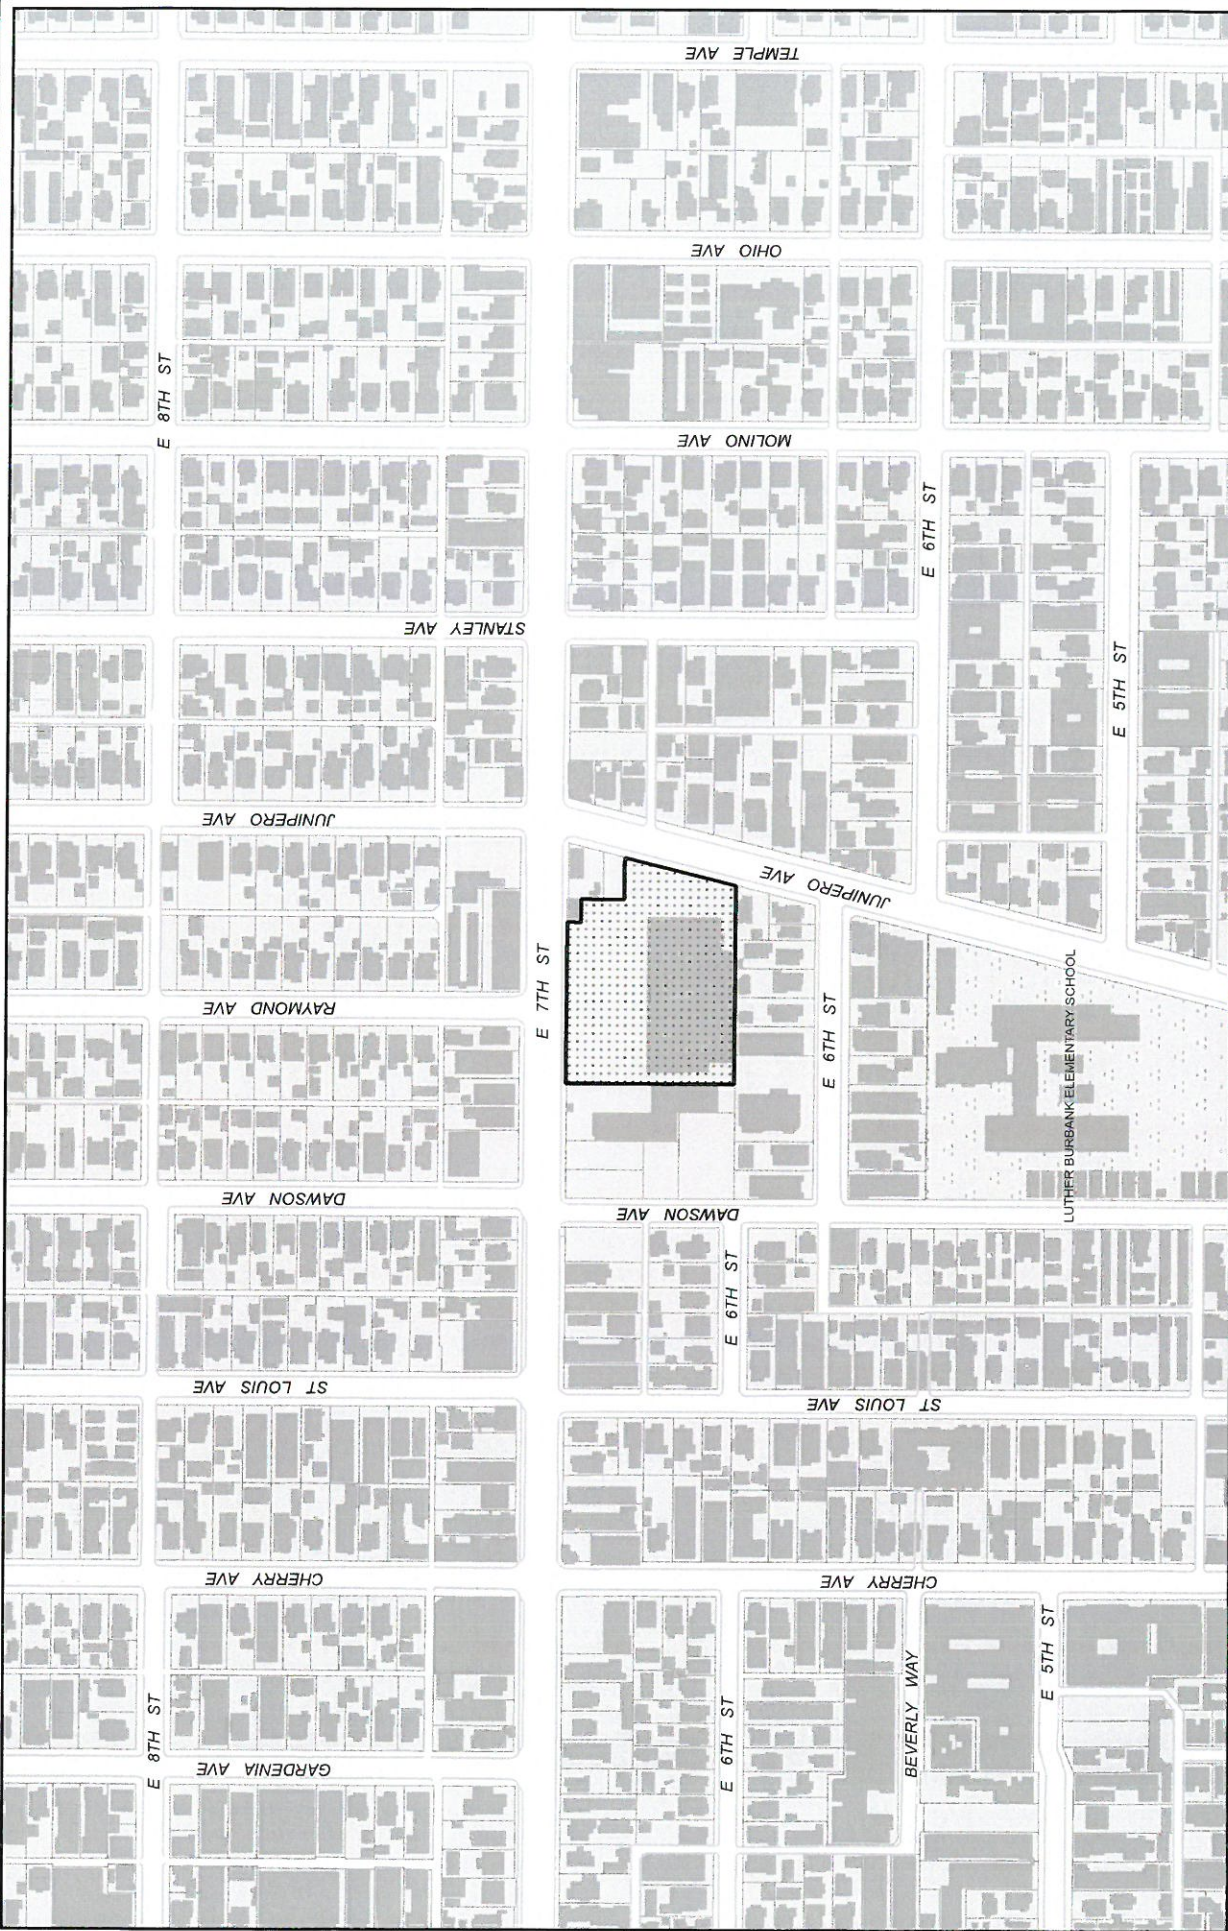 TEMPLE AVE
OHIO AVE
E 8TH ST
MOLINO AVE
E 6TH ST
STANLEY AVE
E 5TH ST
JUNIPERO AVE
JUNIPERO AVE
E 7TH ST
RAYMOND AVE
E 6TH ST
LUTHER BURBANK ELEMENTARY SCHOOL
DAWSON AVE
DAWSON AVE
E 6TH ST
ST LOUIS AVE
ST LOUIS AVE
CHERRY AVE
CHERRY AVE
E 5TH ST
BEVERLY WAY
E 8TH ST
E 6TH ST
GARDENIA AVE